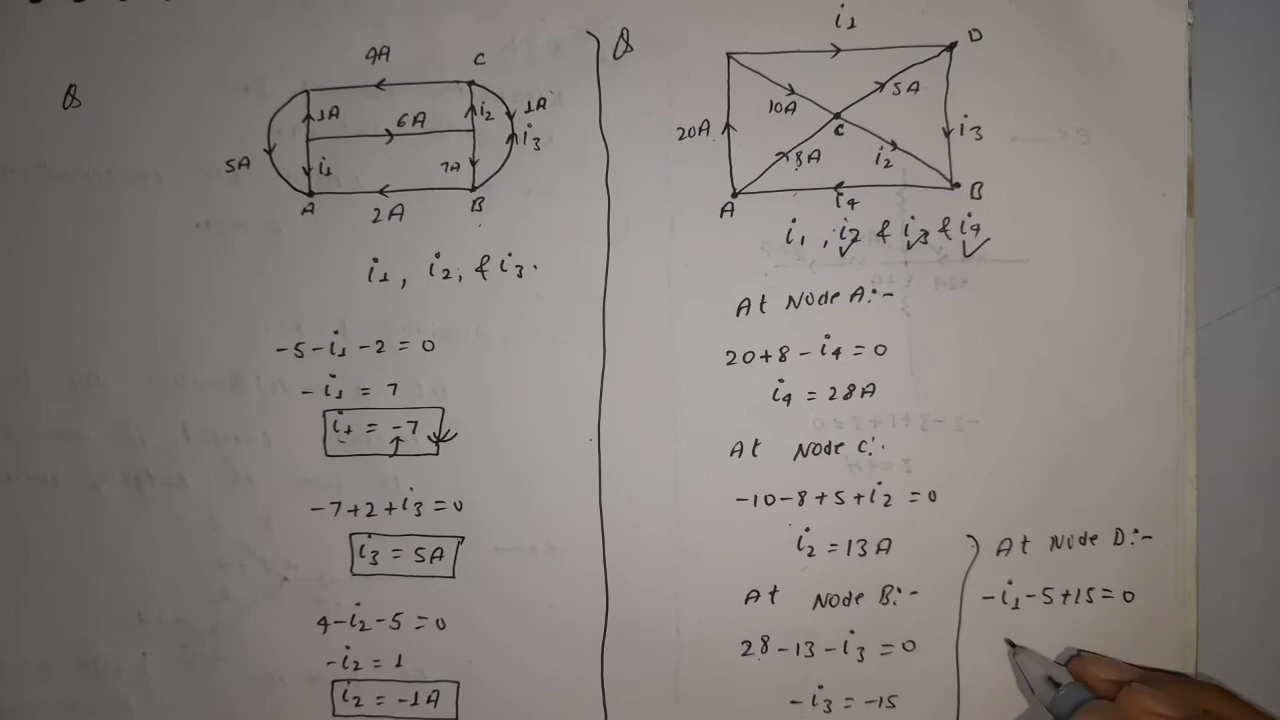 Q
4A
C
1A
6A
i2
1A
i3
5A
i1
7A
A
2A
B
i1, i2, & i3.
-5-i1-2=0
-i1=7
i1=-7
-7+2+i3=0
i3=5A
4-i2-5=0
-i2=1
i2=-1A
Q
i1
D
10A
5A
20A
C
i3
8A
i2
A
i4
B
i1, i2 & i3 & i4
At Node A:-
20+8-i4=0
i4=28A
At Node C:-
-10-8+5+i2=0
i2=13A
At Node B:-
28-13-i3=0
-i3=-15
At Node D:-
-i1-5+15=0